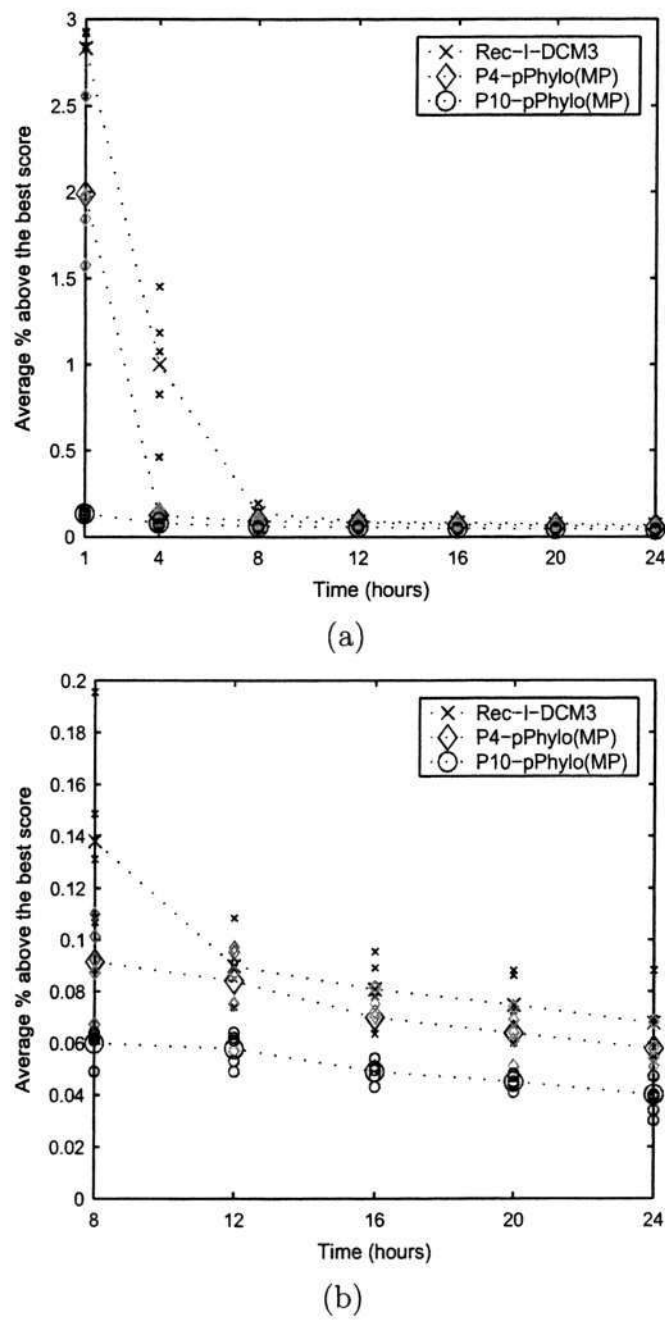 3
2.5
2
1.5
1
0.5
0
Average % above the best score
Rec-I-DCM3
P4-pPhylo(MP)
P10-pPhylo(MP)
1 4 8 12 16 20 24
Time (hours)
(a)
0.2
0.18
0.16
0.14
0.12
0.1
0.08
0.06
0.04
0.02
0
Average % above the best score
Rec-I-DCM3
P4-pPhylo(MP)
P10-pPhylo(MP)
8 12 16 20 24
Time (hours)
(b)